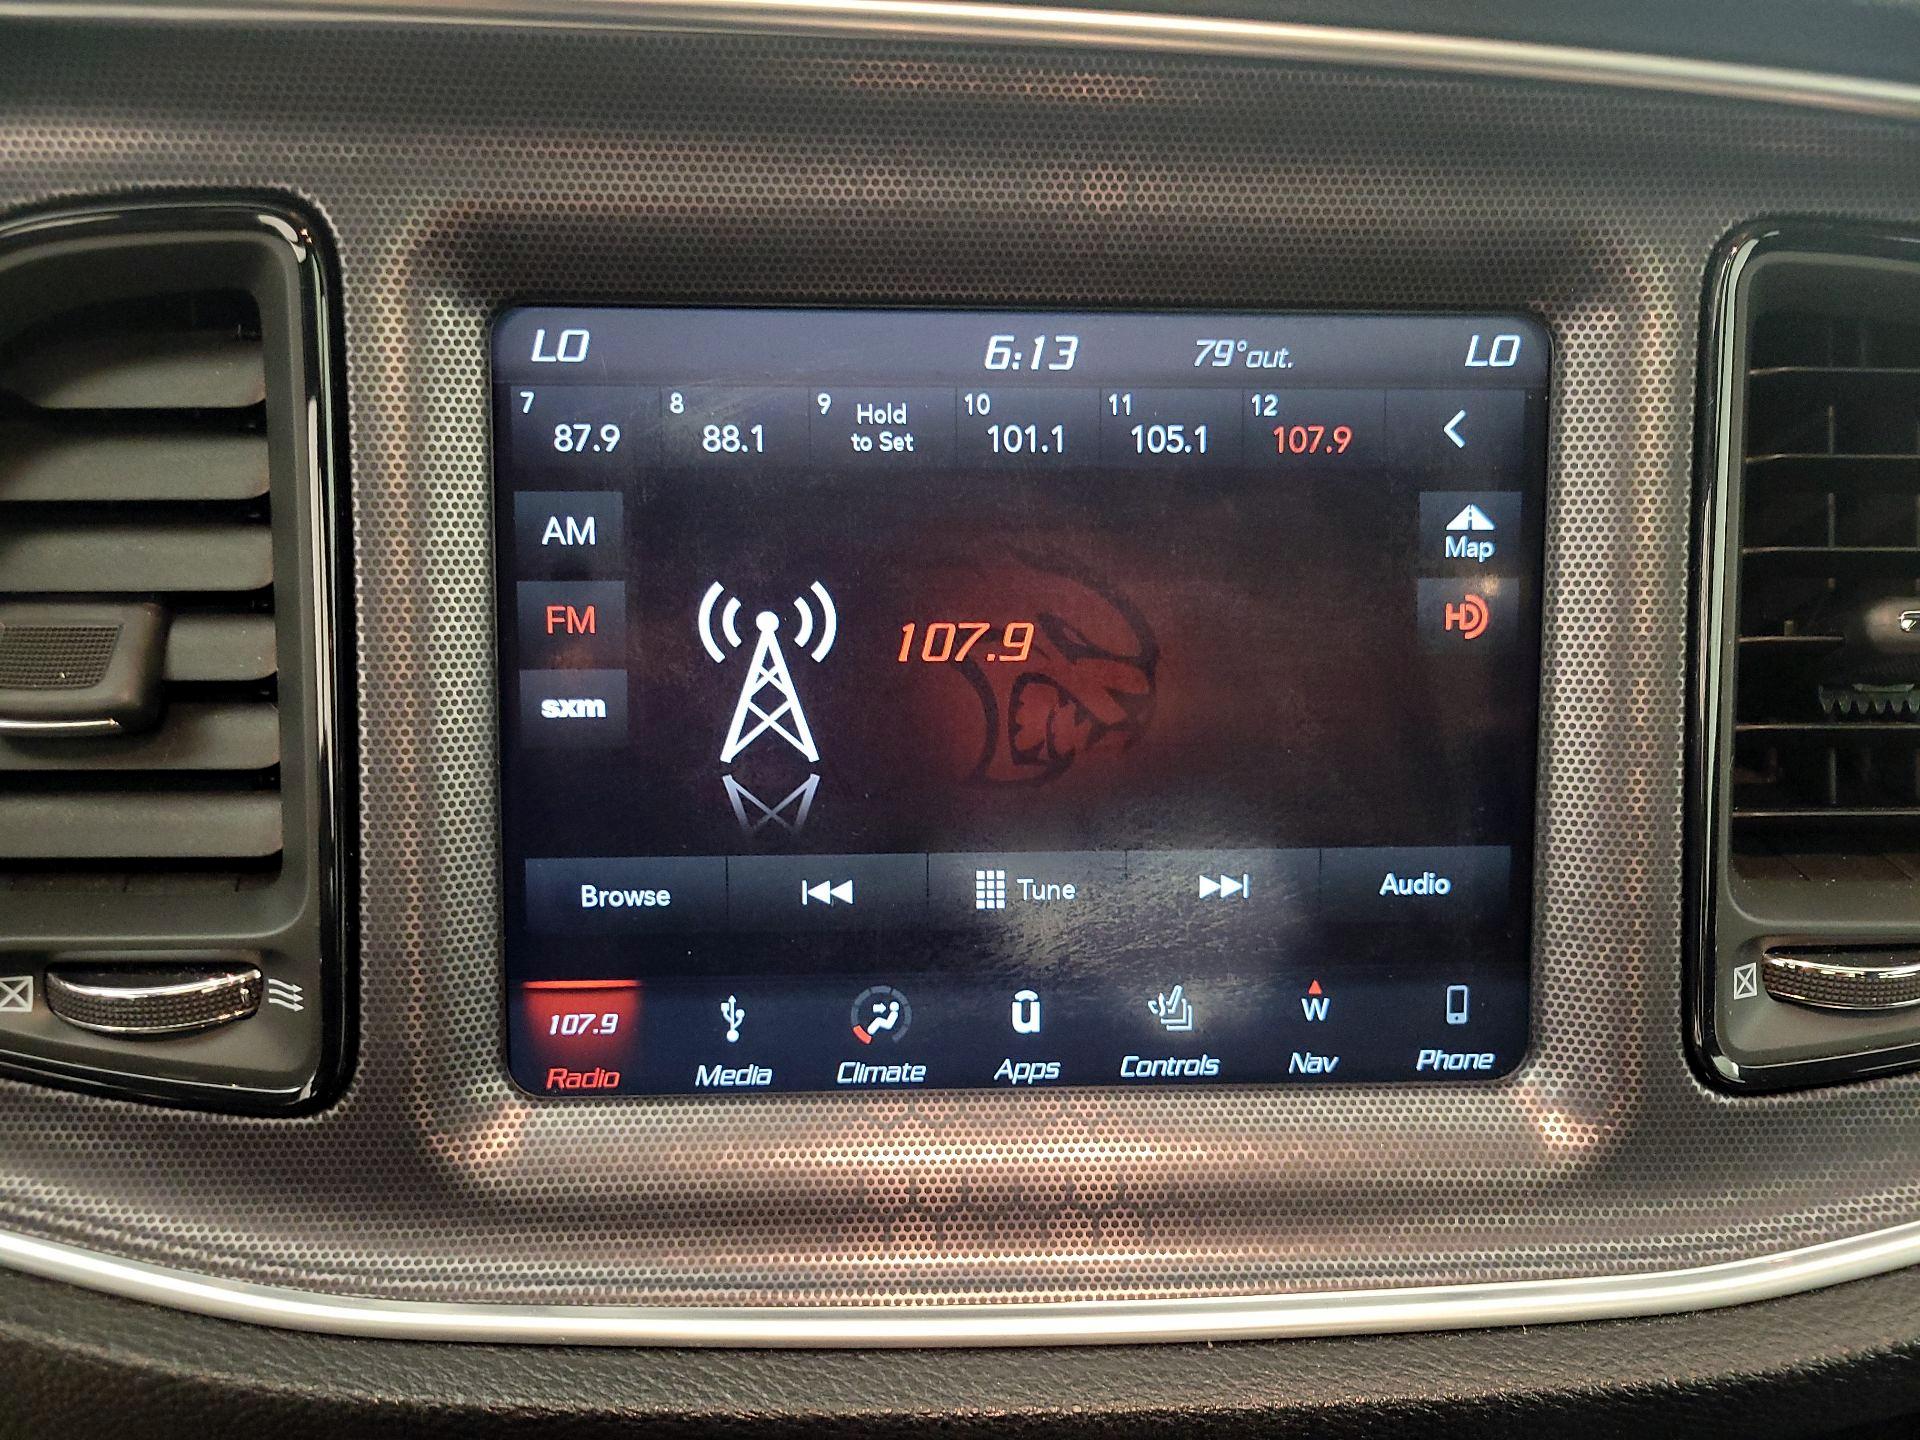 LO 6:13 79°out. LO
7 8 9 Hold 10 11 12
87.9 88.1 to Set 101.1 105.1 107.9
AM
Map
FM
107.9
HD
sxm
Browse Tune Audio
107.9 W
Radio Media Climate Apps Controls Nav Phone